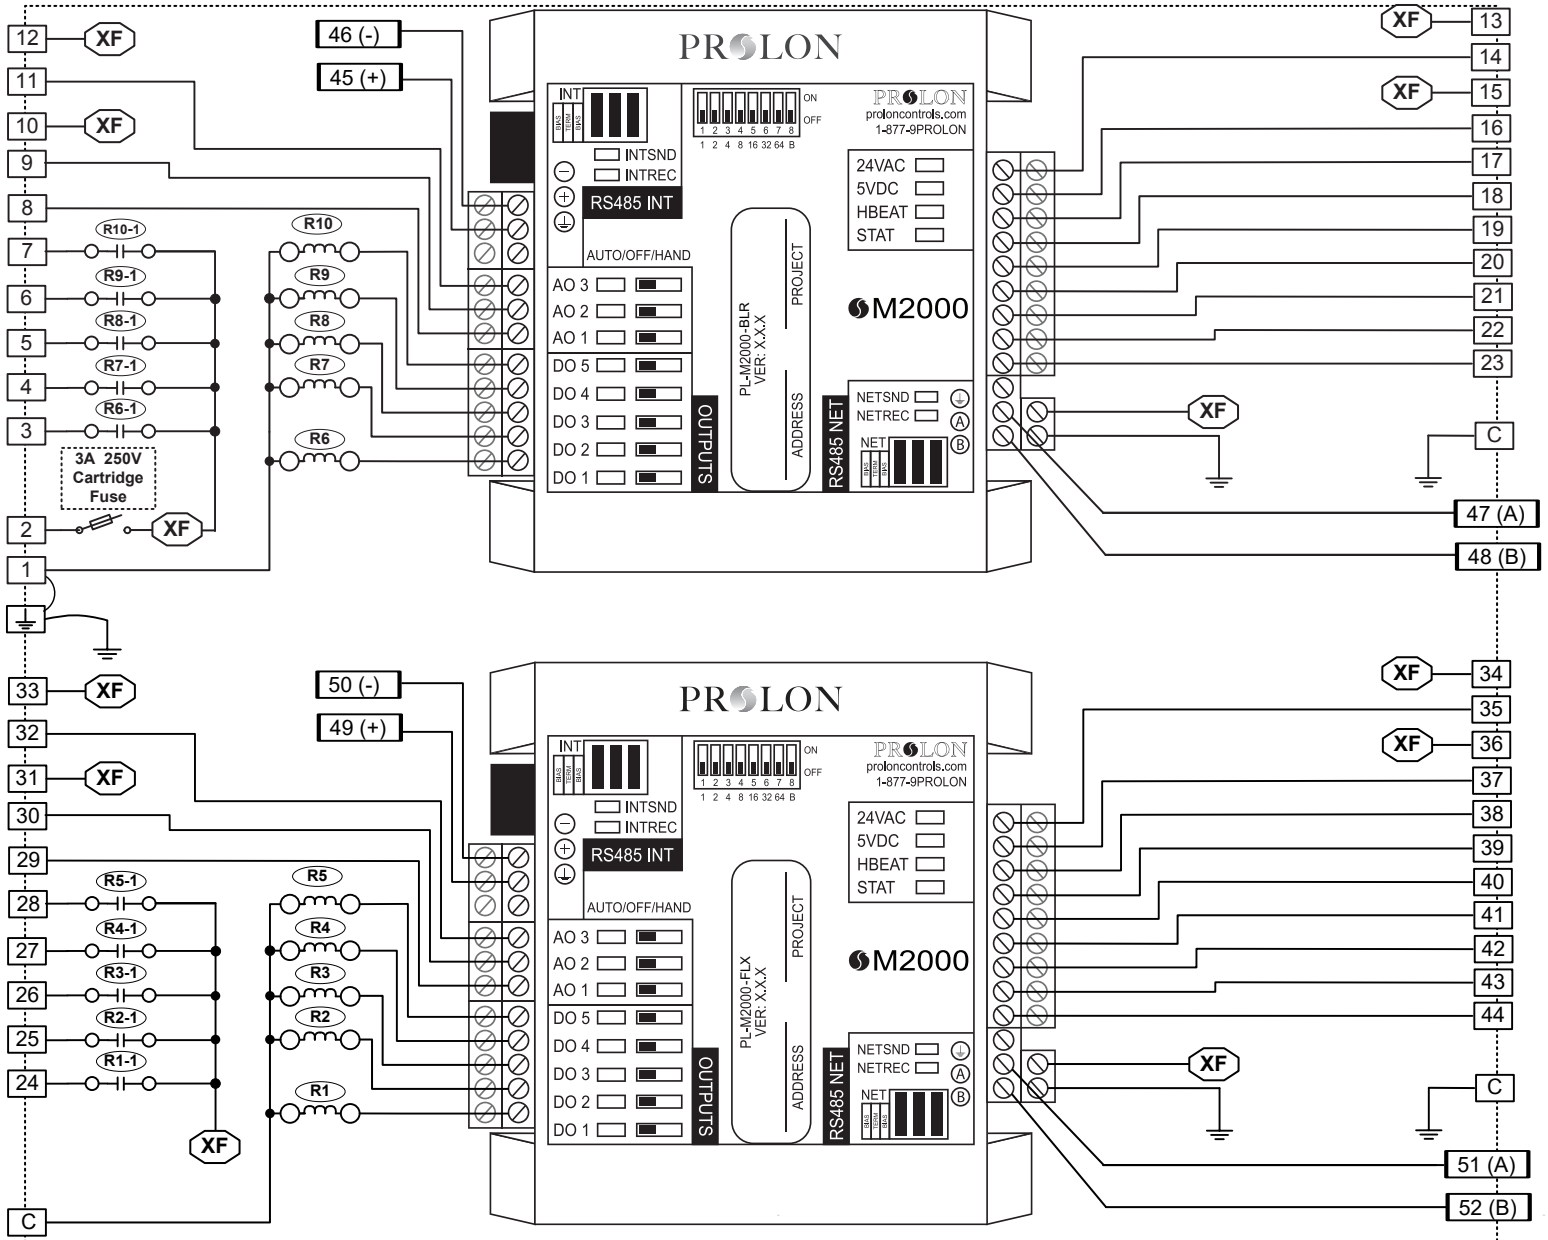 12
XF
11
10
XF
9
8
7
R10-1
6
R9-1
5
R8-1
4
R7-1
3
R6-1
3A 250V
Cartridge
Fuse
2
XF
1
R10
R9
R8
R7
R6
46 (-)
45 (+)
PROLON
INT
BIAS
TERM
BIAS
INTSND
INTREC
RS485 INT
AUTO/OFF/HAND
AO 3
AO 2
AO 1
DO 5
DO 4
DO 3
DO 2
DO 1
OUTPUTS
ON
OFF
1 2 3 4 5 6 7 8
1 2 4 8 16 32 64 B
PROLON
proloncontrols.com
1-877-9PROLON
24VAC
5VDC
HBEAT
STAT
PROJECT
ADDRESS
PL-M2000-BLR
VER: X.X.X
M2000
RS485 NET
NETSND
NETREC
A
B
NET
BIAS
TERM
BIAS
XF
13
14
XF
15
16
17
18
19
20
21
22
23
XF
C
47 (A)
48 (B)
33
XF
32
31
XF
30
29
28
R5-1
27
R4-1
26
R3-1
25
R2-1
24
R1-1
XF
C
R5
R4
R3
R2
R1
50 (-)
49 (+)
PROLON
INT
BIAS
TERM
BIAS
INTSND
INTREC
RS485 INT
AUTO/OFF/HAND
AO 3
AO 2
AO 1
DO 5
DO 4
DO 3
DO 2
DO 1
OUTPUTS
ON
OFF
1 2 3 4 5 6 7 8
1 2 4 8 16 32 64 B
PROLON
proloncontrols.com
1-877-9PROLON
24VAC
5VDC
HBEAT
STAT
PROJECT
ADDRESS
PL-M2000-FLX
VER: X.X.X
M2000
RS485 NET
NETSND
NETREC
A
B
NET
BIAS
TERM
BIAS
XF
34
35
XF
36
37
38
39
40
41
42
43
44
XF
C
51 (A)
52 (B)